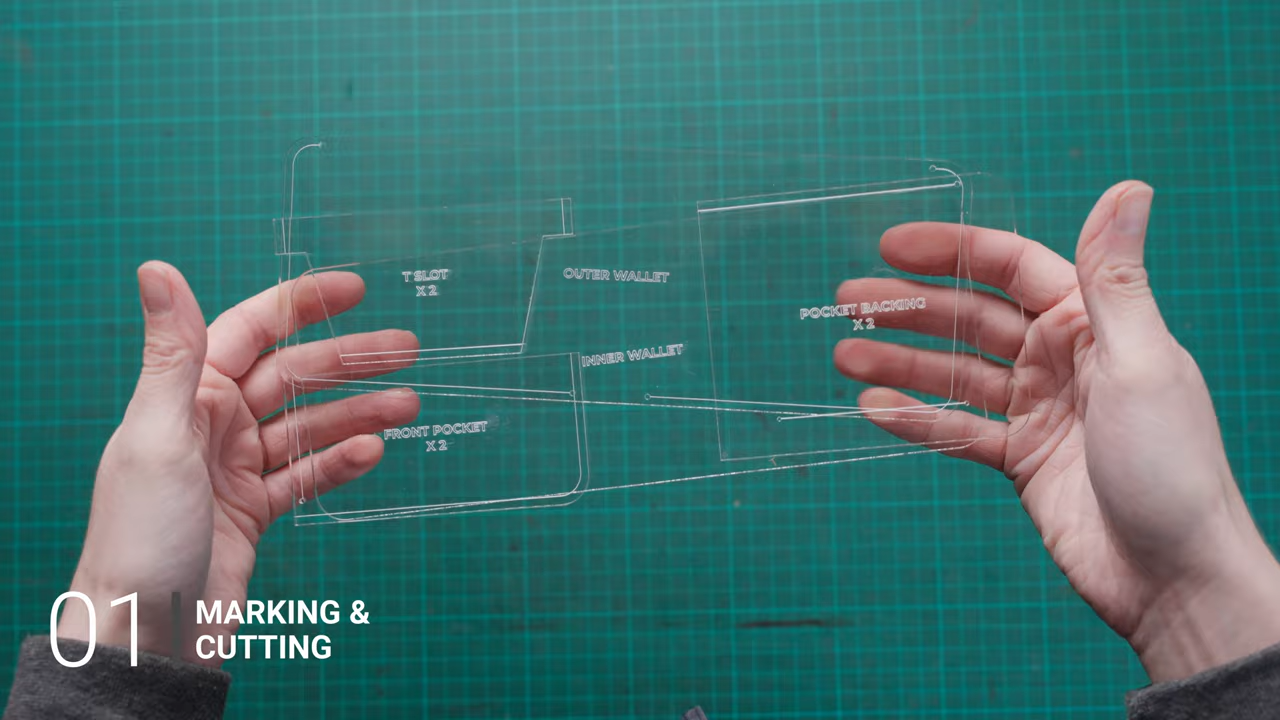 T SLOT
X 2
OUTER WALLET
POCKET BACKING
X 2
INNER WALLET
FRONT POCKET
X 2
01
MARKING &
CUTTING